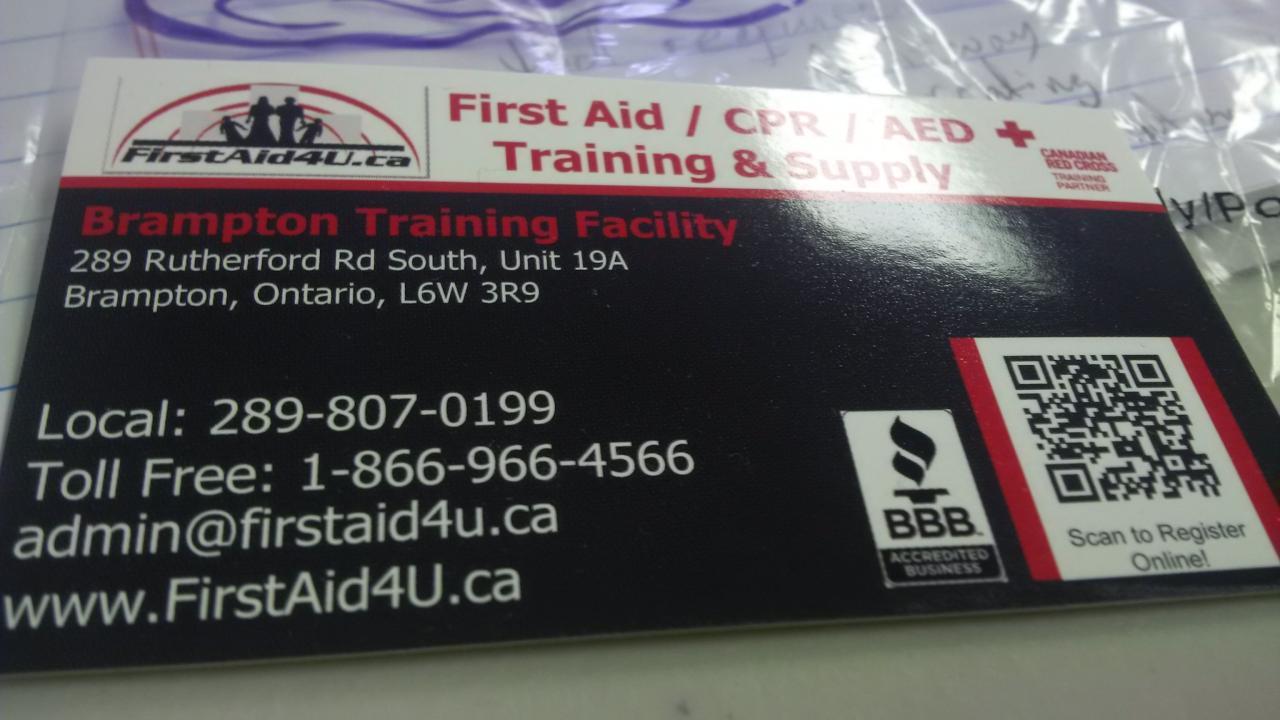 FirstAid4U.ca
First Aid / CPR / AED
Training & Supply
CANADIAN
RED CROSS
TRAINING
PARTNER
Brampton Training Facility
289 Rutherford Rd South, Unit 19A
Brampton, Ontario, L6W 3R9
Local: 289-807-0199
Toll Free: 1-866-966-4566
admin@firstaid4u.ca
www.FirstAid4U.ca
BBB
ACCREDITED
BUSINESS
Scan to Register
Online!